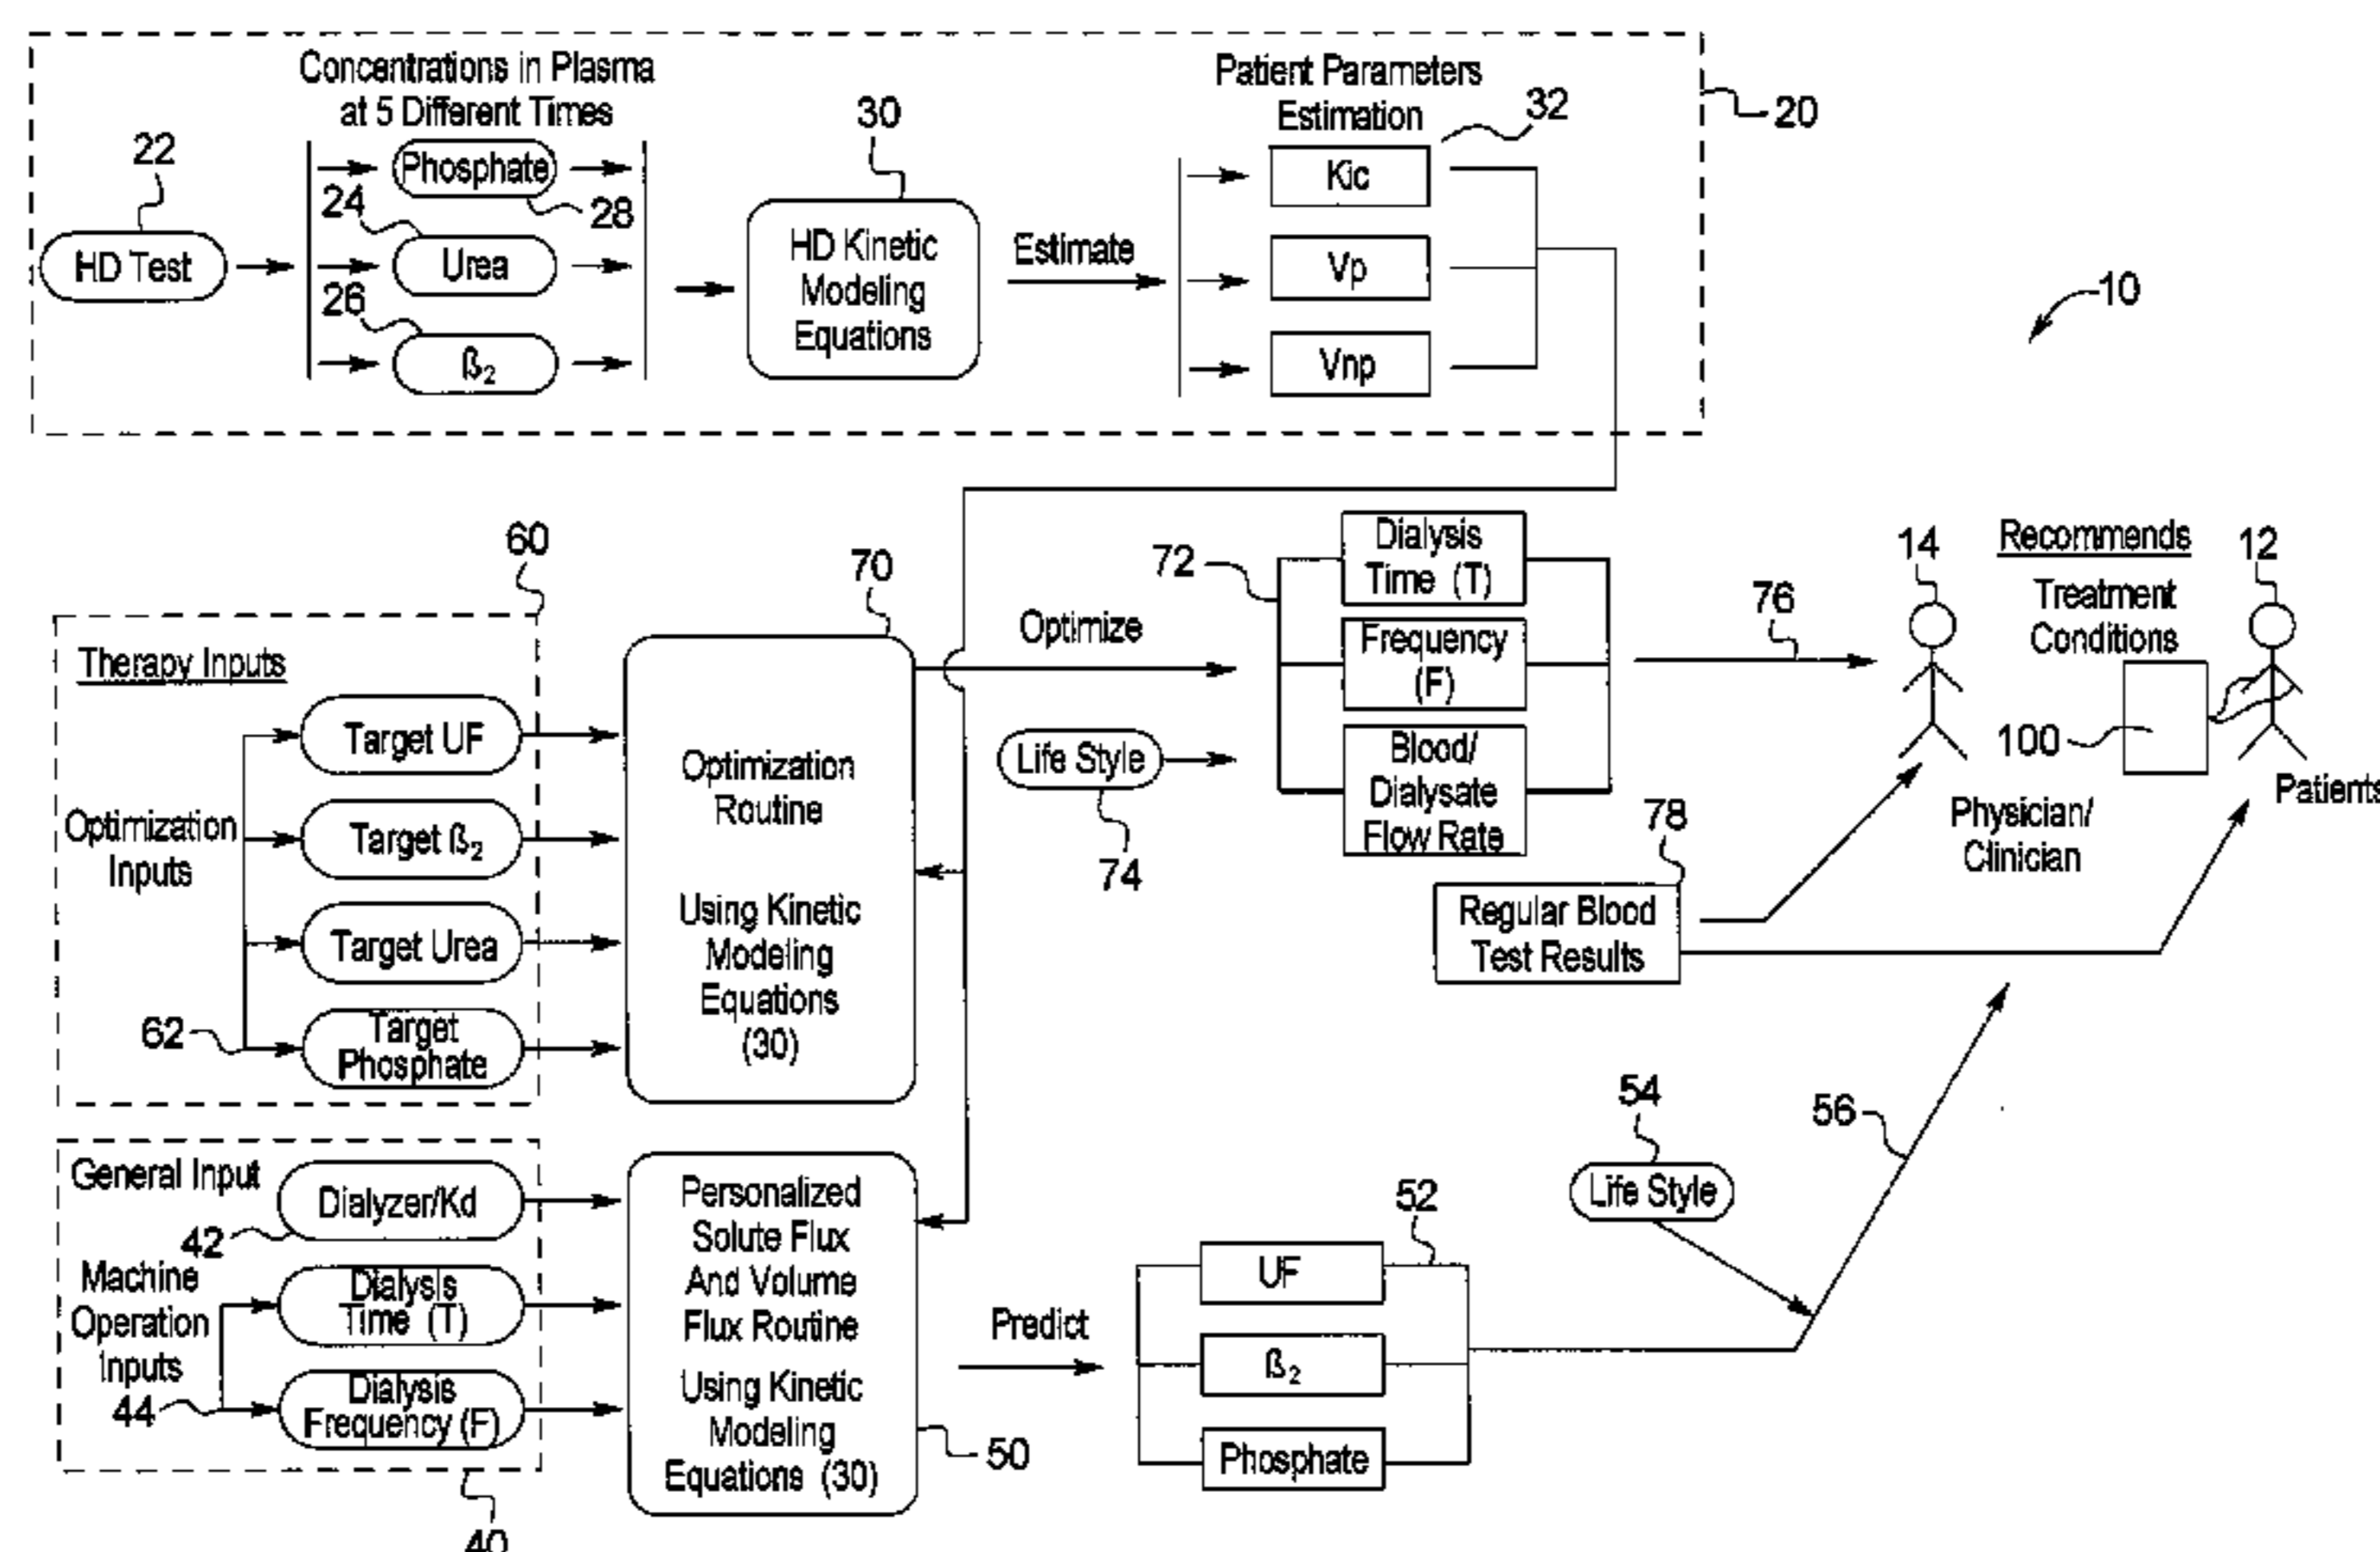 Concentrations in Plasma
at 5 Different Times
Patient Parameters
Estimation
20
22
30
32
Phosphate
28
Kic
24
HD Test
Urea
HD Kinetic
Modeling
Equations
Estimate
Vp
10
26
ß₂
Vnp
60
70
72
Dialysis
Time (T)
14
Recommends
12
Treatment
Conditions
76
Optimize
Frequency
(F)
Therapy Inputs
Target UF
Optimization
Routine
Life Style
74
Blood/
Dialysate
Flow Rate
100
Patients
Optimization
Inputs
Target ß₂
78
Physician/
Clinician
Using Kinetic
Modeling
Equations
(30)
Target Urea
Regular Blood
Test Results
62
Target
Phosphate
54
56
General Input
Dialyzer/Kd
42
Personalized
Solute Flux
And Volume
Flux Routine
Using Kinetic
Modeling
Equations (30)
Life Style
52
Machine
Operation
Inputs
44
Dialysis
Time (T)
Predict
UF
ß₂
Dialysis
Frequency (F)
50
Phosphate
40